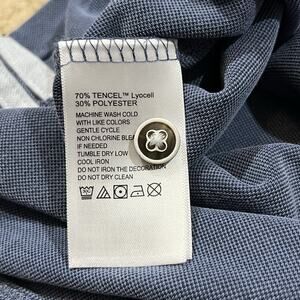 70% TENCEL™ Lyocell
30% POLYESTER
MACHINE WASH COLD
WITH LIKE COLORS
GENTLE CYCLE
NON CHLORINE BLEA
IF NEEDED
TUMBLE DRY LOW
COOL IRON
DO NOT IRON THE DECORATION
DO NOT DRY CLEAN